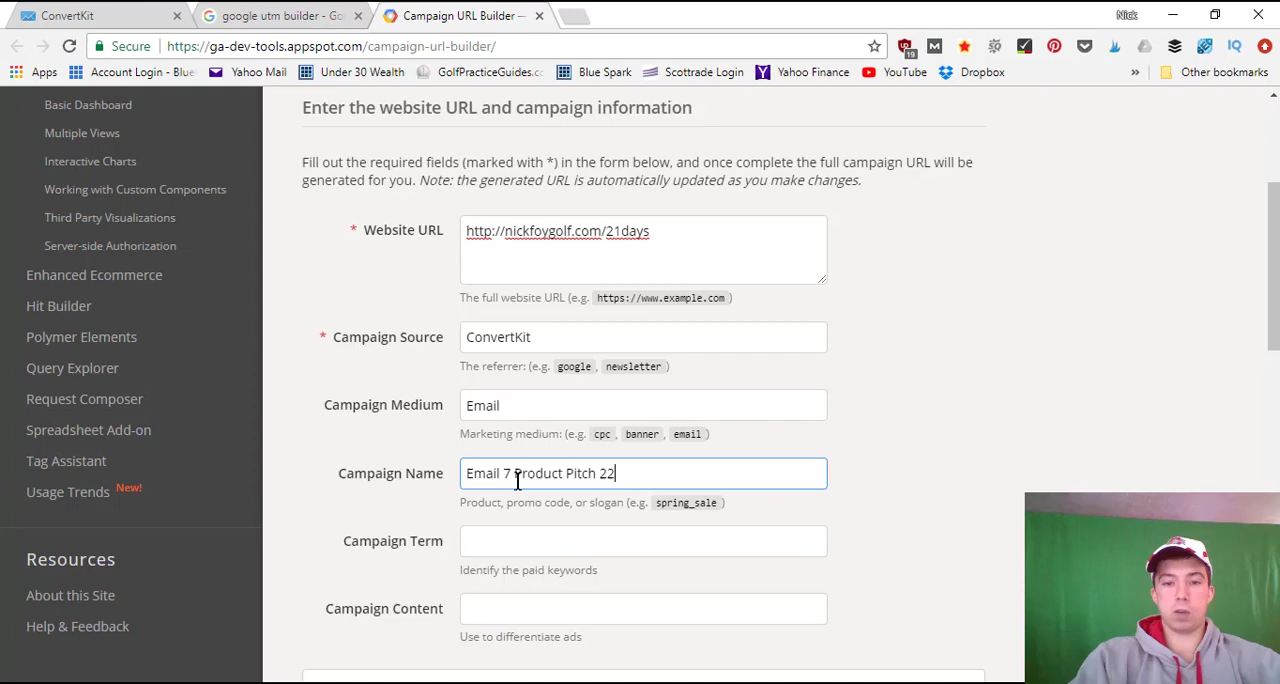 ConvertKit
google utm builder - Go
Campaign URL Builder —
Nick
Secure
https://ga-dev-tools.appspot.com/campaign-url-builder/
19
Apps
Account Login - Blue
Yahoo Mail
Under 30 Wealth
GolfPracticeGuides.cc
Blue Spark
Scottrade Login
Yahoo Finance
YouTube
Dropbox
»
Other bookmarks
Basic Dashboard
Multiple Views
Interactive Charts
Working with Custom Components
Third Party Visualizations
Server-side Authorization
Enhanced Ecommerce
Hit Builder
Polymer Elements
Query Explorer
Request Composer
Spreadsheet Add-on
Tag Assistant
Usage Trends New!
Resources
About this Site
Help & Feedback
Enter the website URL and campaign information
Fill out the required fields (marked with *) in the form below, and once complete the full campaign URL will be
generated for you. Note: the generated URL is automatically updated as you make changes.
* Website URL
http://nickfoygolf.com/21days
The full website URL (e.g. https://www.example.com )
* Campaign Source
ConvertKit
The referrer: (e.g. google , newsletter )
Campaign Medium
Email
Marketing medium: (e.g. cpc , banner , email )
Campaign Name
Email 7 Product Pitch 22
Product, promo code, or slogan (e.g. spring_sale )
Campaign Term
Identify the paid keywords
Campaign Content
Use to differentiate ads